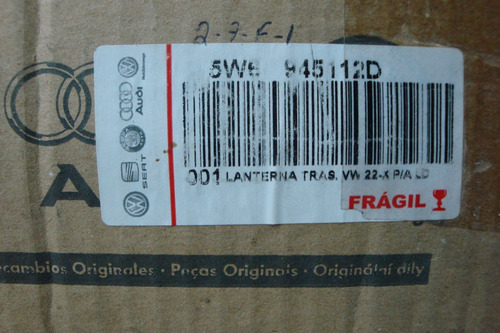 2-7-F-1
5W6 945112D
Audi
SEAT
001 LANTERNA TRAS. VW 22-X P/A LD
FRÁGIL
A
ecambios Originales · Peças Originais · Originální díly